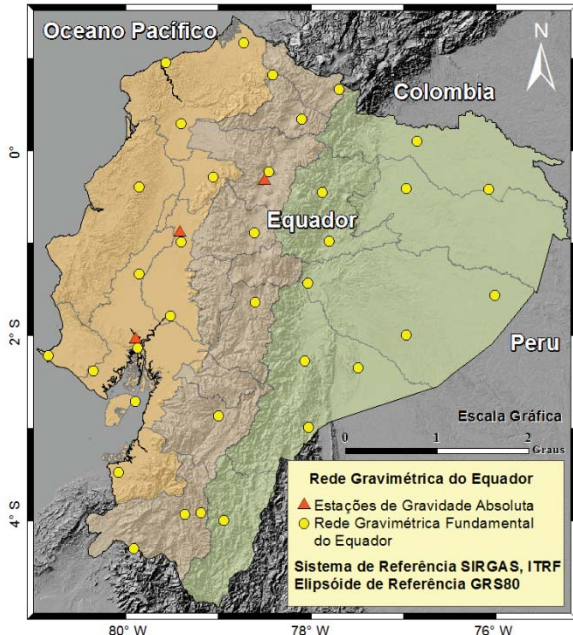 Oceano Pacífico
N
Colombia
0°
Equador
2° S
Peru
Escala Gráfica
0 1 2
Graus
Rede Gravimétrica do Equador
Estações de Gravidade Absoluta
Rede Gravimétrica Fundamental
do Equador
Sistema de Referência SIRGAS, ITRF
Elipsóide de Referência GRS80
4° S
80° W 78° W 76° W